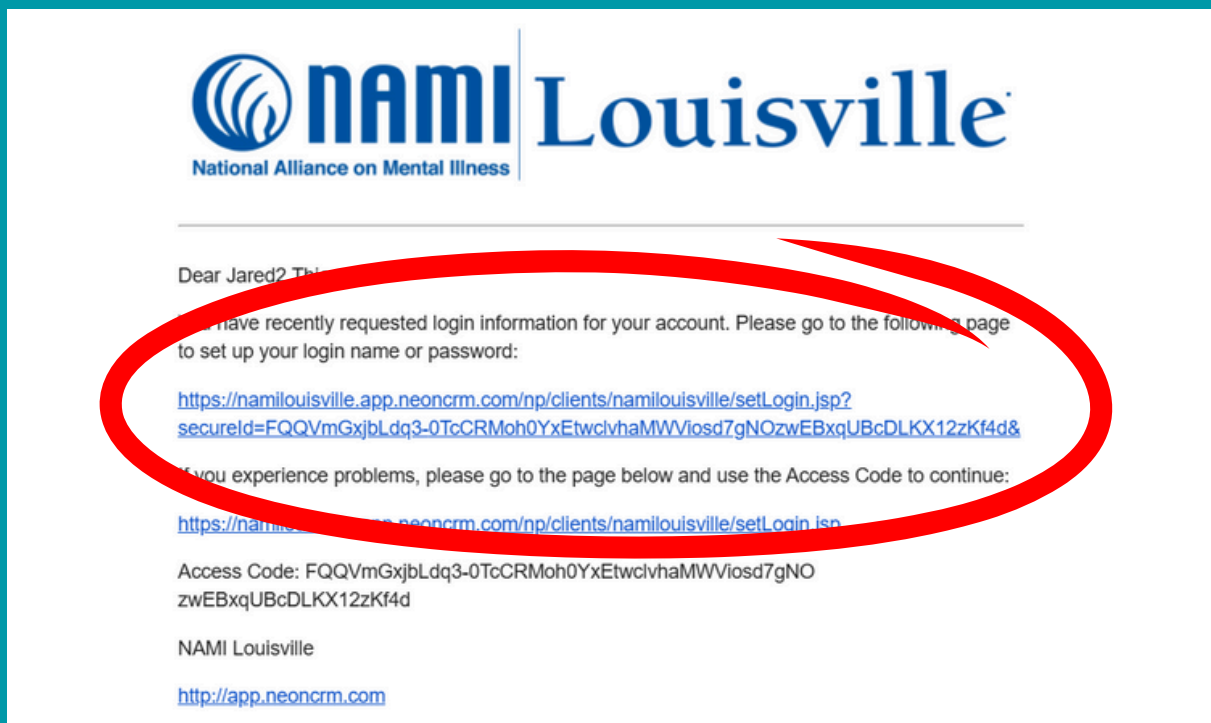 nami Louisville
National Alliance on Mental Illness
Dear Jared2
have recently requested login information for your account. Please go to the following page
to set up your login name or password:
https://namilouisville.app.neoncrm.com/np/clients/namilouisville/setLogin.jsp?
secureId=FQQVmGxjbLdq3-0TcCRMoh0YxEtwclvhaMWViosd7gNOzwEBxqUBcDLKX12zKf4d&
you experience problems, please go to the page below and use the Access Code to continue:
https://namilouisville.app.neoncrm.com/np/clients/namilouisville/setLogin.jsp
Access Code: FQQVmGxjbLdq3-0TcCRMoh0YxEtwclvhaMWViosd7gNO
zwEBxqUBcDLKX12zKf4d
NAMI Louisville
http://app.neoncrm.com